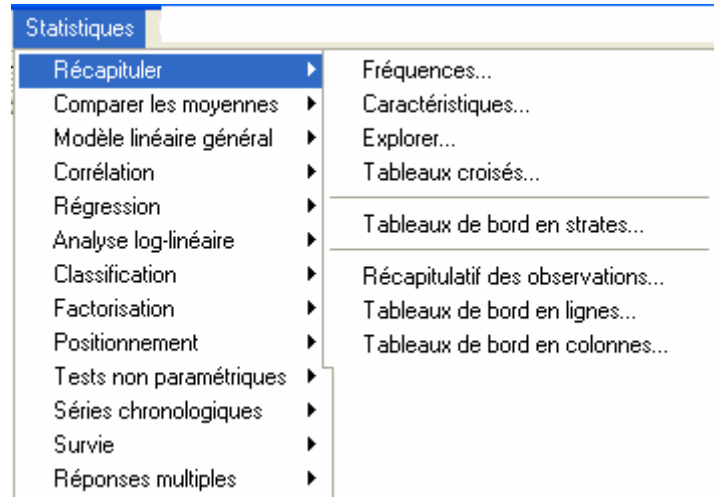 Statistiques
Récapituler
Comparer les moyennes
Modèle linéaire général
Corrélation
Régression
Analyse log-linéaire
Classification
Factorisation
Positionnement
Tests non paramétriques
Séries chronologiques
Survie
Réponses multiples
Fréquences...
Caractéristiques...
Explorer...
Tableaux croisés...
Tableaux de bord en strates...
Récapitulatif des observations...
Tableaux de bord en lignes...
Tableaux de bord en colonnes...